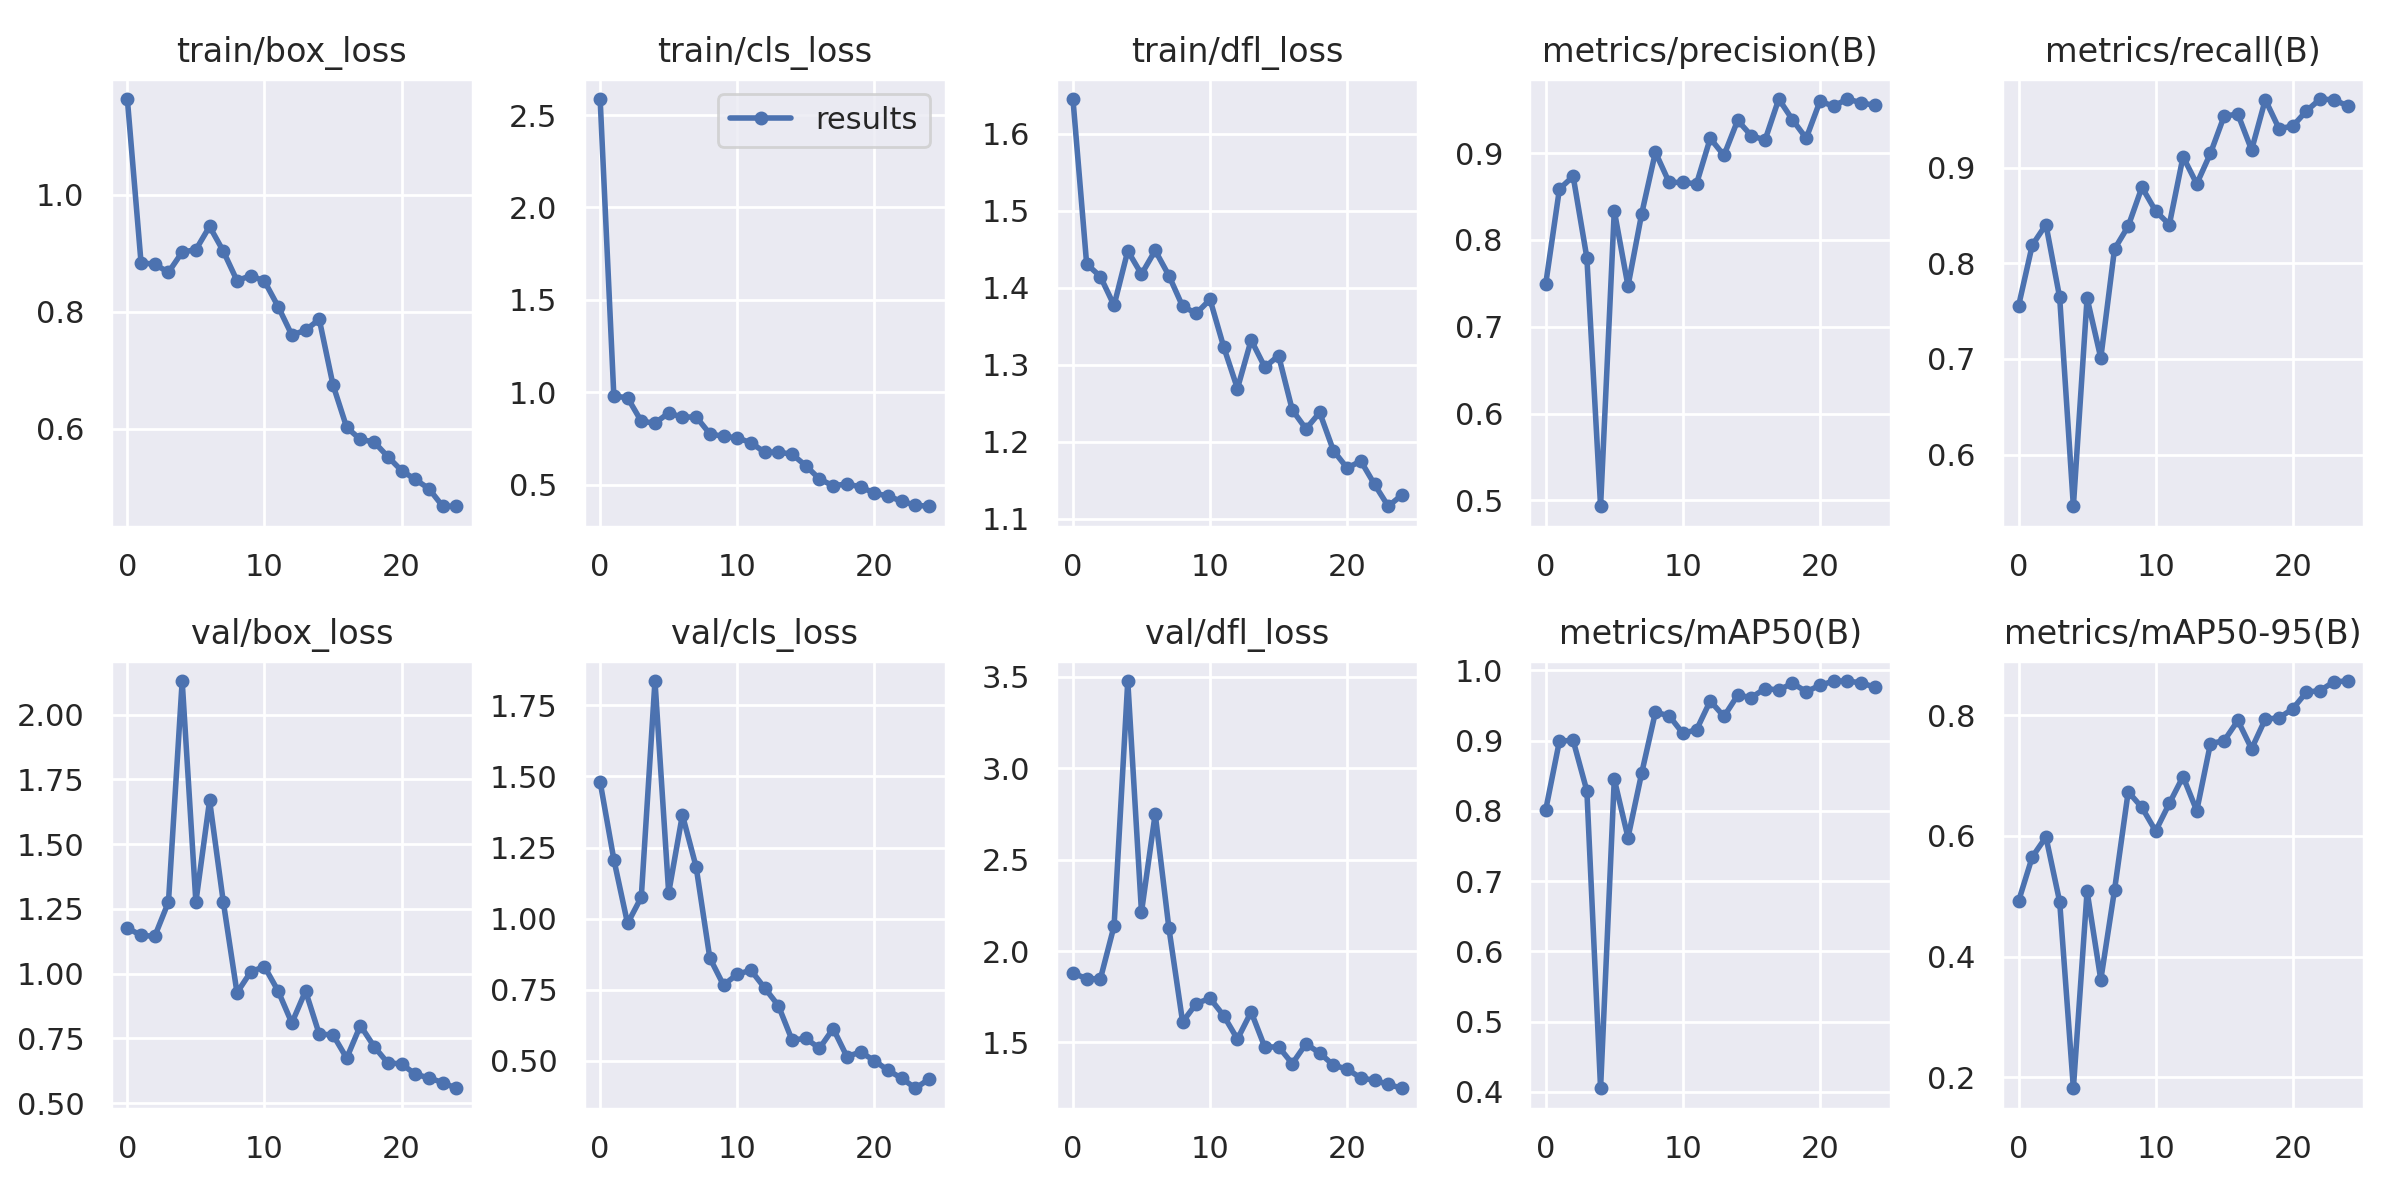 train/box_loss
train/cls_loss
train/dfl_loss
metrics/precision(B)
metrics/recall(B)
1.0
0.8
0.6
0 10 20
results
2.5
2.0
1.5
1.0
0.5
0 10 20
1.6
1.5
1.4
1.3
1.2
1.1
0 10 20
0.9
0.8
0.7
0.6
0.5
0 10 20
0.9
0.8
0.7
0.6
0 10 20
val/box_loss
val/cls_loss
val/dfl_loss
metrics/mAP50(B)
metrics/mAP50-95(B)
2.00
1.75
1.50
1.25
1.00
0.75
0.50
0 10 20
1.75
1.50
1.25
1.00
0.75
0.50
0 10 20
3.5
3.0
2.5
2.0
1.5
0 10 20
1.0
0.9
0.8
0.7
0.6
0.5
0.4
0 10 20
0.8
0.6
0.4
0.2
0 10 20